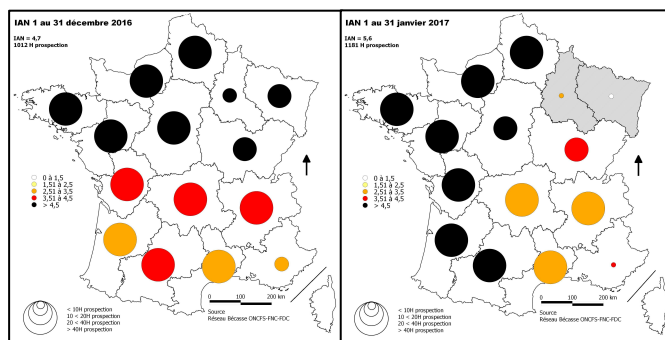 IAN 1 au 31 décembre 2016
IAN = 4,7
1012 H prospection
0 à 1,5
1,51 à 2,5
2,51 à 3,5
3,51 à 4,5
> 4,5
0 100 200 km
< 10H prospection
10 < 20H prospection
20 < 40H prospection
> 40H prospection
Source
Réseau Bécasse ONCFS-FNC-FDC
IAN 1 au 31 janvier 2017
IAN = 5,6
1181 H prospection
0 à 1,5
1,51 à 2,5
2,51 à 3,5
3,51 à 4,5
> 4,5
0 100 200 km
< 10H prospection
10 < 20H prospection
20 < 40H prospection
> 40H prospection
Source
Réseau Bécasse ONCFS-FNC-FDC